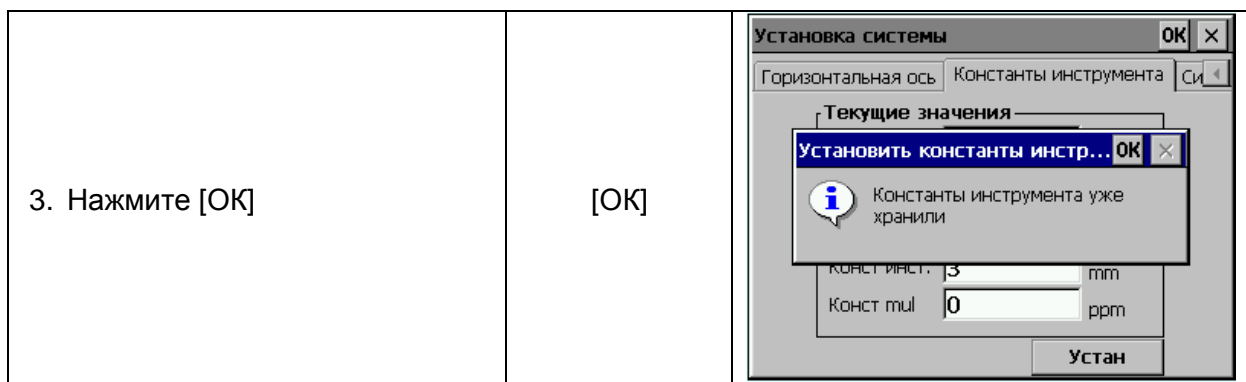 3. Нажмите [ОК]
[ОК]
Установка системы OK ×
Горизонтальная ось Константы инструмента Си
Текущие значения
Установить константы инстр... OK ×
Константы инструмента уже
хранили
Конст инст. 3 mm
Конст mul 0 ppm
Устан